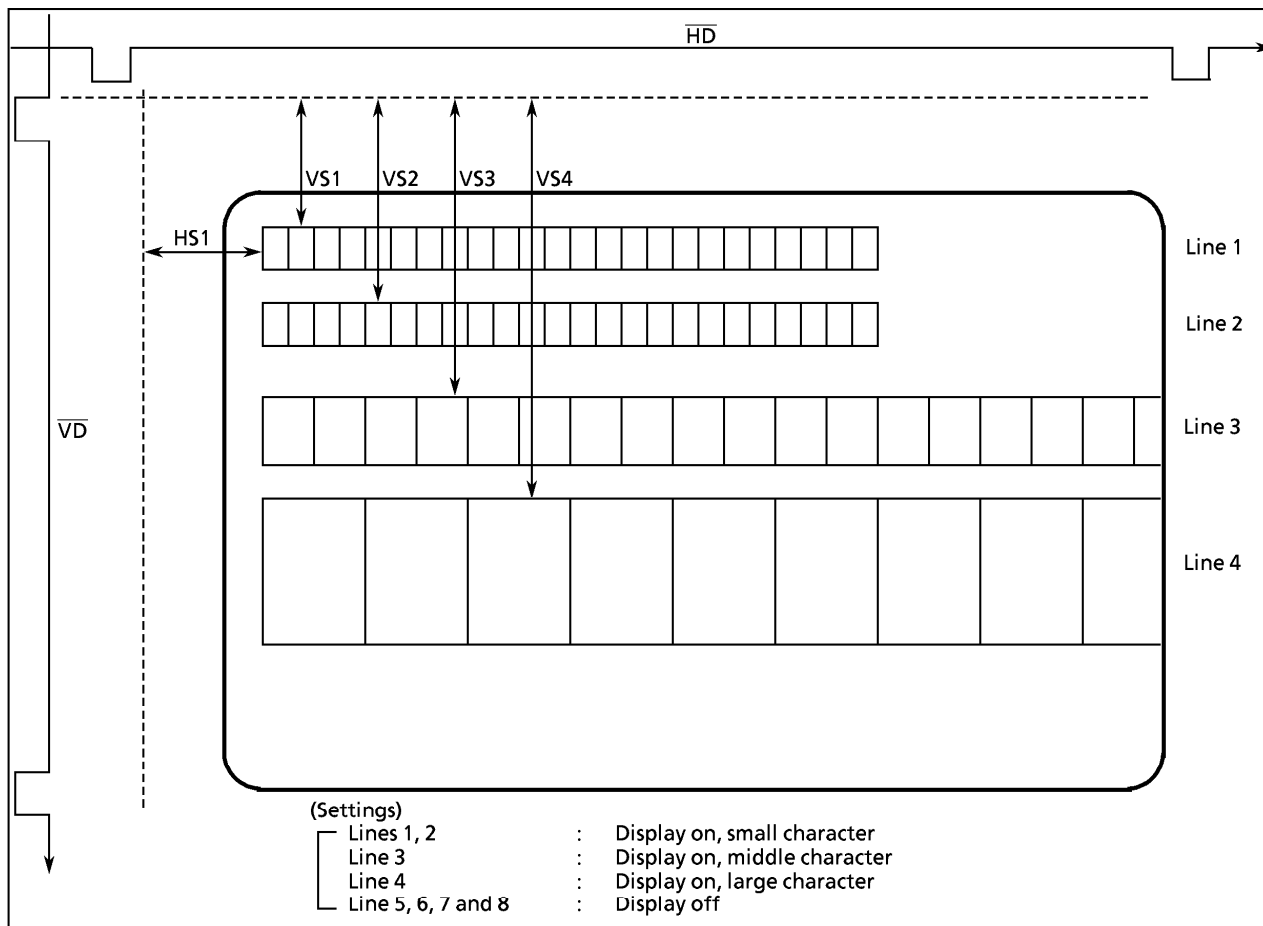 HD
VS1 VS2 VS3 VS4
HS1
Line 1
Line 2
VD
Line 3
Line 4
(Settings)
Lines 1, 2 : Display on, small character
Line 3 : Display on, middle character
Line 4 : Display on, large character
Line 5, 6, 7 and 8 : Display off